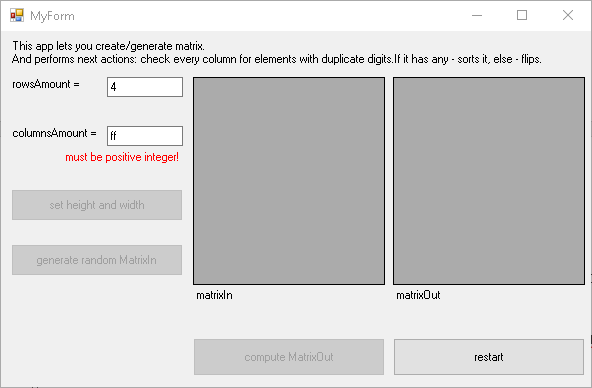 MyForm
This app lets you create/generate matrix.
And performs next actions: check every column for elements with duplicate digits.If it has any - sorts it, else - flips.
rowsAmount =
4
columnsAmount =
ff
must be positive integer!
set height and width
generate random MatrixIn
matrixIn
matrixOut
compute MatrixOut
restart